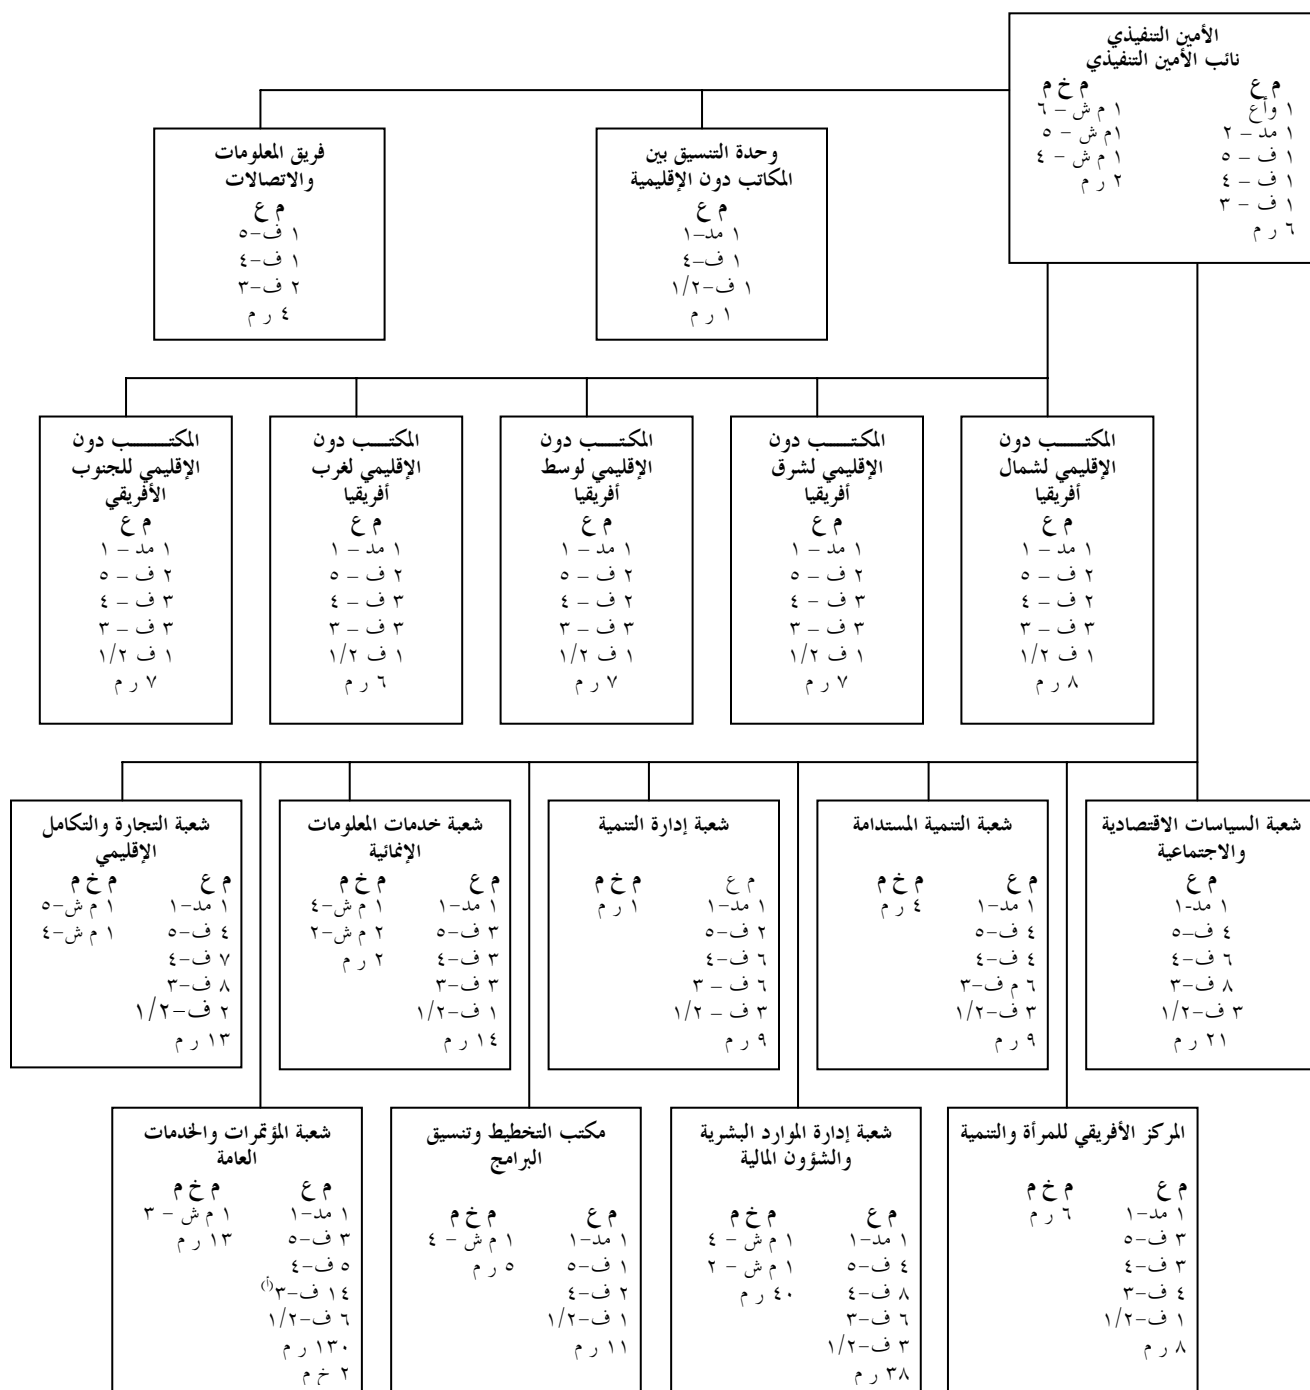 الأمين التنفيذي
نائب الأمين التنفيذي
م ع م خ م
١ وأع ١ م ش – ٦
١ مد – ٢ ١م ش – ٥
١ ف – ٥ ١ م ش – ٤
١ ف – ٤ ٢ ر م
١ ف – ٣
٦ ر م
وحدة التنسيق بين
المكاتب دون الإقليمية
م ع
١ مد–١
١ ف–٤
١ ف–١/٢
١ ر م
فريق المعلومات
والاتصالات
م ع
١ ف–٥
١ ف–٤
٢ ف–٣
٤ ر م
المكتب دون
الإقليمي لشمال
أفريقيا
م ع
١ مد – ١
٢ ف – ٥
٢ ف – ٤
٣ ف – ٣
١ ف ١/٢
٨ ر م
المكتب دون
الإقليمي لشرق
أفريقيا
م ع
١ مد – ١
٢ ف – ٥
٣ ف – ٤
٣ ف – ٣
١ ف ١/٢
٧ ر م
المكتب دون
الإقليمي لوسط
أفريقيا
م ع
١ مد – ١
٢ ف – ٥
٢ ف – ٤
٣ ف – ٣
١ ف ١/٢
٧ ر م
المكتب دون
الإقليمي لغرب
أفريقيا
م ع
١ مد – ١
٢ ف – ٥
٣ ف – ٤
٣ ف – ٣
١ ف ١/٢
٦ ر م
المكتب دون
الإقليمي للجنوب
الأفريقي
م ع
١ مد – ١
٢ ف – ٥
٣ ف – ٤
٣ ف – ٣
١ ف ١/٢
٧ ر م
شعبة السياسات الاقتصادية
والاجتماعية
م ع
١ مد-١
٤ ف–٥
٦ ف–٤
٨ ف–٣
٣ ف–١/٢
٢١ ر م
شعبة التنمية المستدامة
م ع م خ م
١ مد–١ ٤ ر م
٤ ف–٥
٤ ف–٤
٦ م ف–٣
٣ ف–١/٢
٩ ر م
شعبة إدارة التنمية
م ع م خ م
١ مد–١ ١ ر م
٢ ف–٥
٦ ف–٤
٦ ف – ٣
٣ ف – ١/٢
٩ ر م
شعبة خدمات المعلومات
الإنمائية
م ع م خ م
١ مد–١ ١ م ش–٤
٣ ف–٥ ٢ م ش–٢
٣ ف–٤ ٢ ر م
٣ ف–٣
١ ف–١/٢
١٤ ر م
شعبة التجارة والتكامل
الإقليمي
م ع م خ م
١ مد–١ ١ م ش–٥
٤ ف–٥ ١ م ش–٤
٧ ف–٤
٨ ف–٣
٢ ف–١/٢
١٣ ر م
المركز الأفريقي للمرأة والتنمية
م ع م خ م
١ مد–١ ٦ ر م
٣ ف–٥
٣ ف–٤
٤ ف–٣
١ ف–١/٢
٨ ر م
شعبة إدارة الموارد البشرية
والشؤون المالية
م ع م خ م
١ مد–١ ١ م ش – ٤
٤ ف–٥ ١ م ش – ٢
٨ ف–٤ ٤٠ ر م
٦ ف–٣
٣ ف–١/٢
٣٨ ر م
مكتب التخطيط وتنسيق
البرامج
م ع م خ م
١ مد–١ ١ م ش – ٤
١ ف–٥ ٥ ر م
٢ ف–٤
١ ف–١/٢
١١ ر م
شعبة المؤتمرات والخدمات
العامة
م ع م خ م
١ مد–١ ١ م ش – ٣
٣ ف–٥ ١٣ ر م
٥ ف–٤
١٤ ف–٣(أ)
٦ ف–١/٢
١٣٠ ر م
٢ خ م